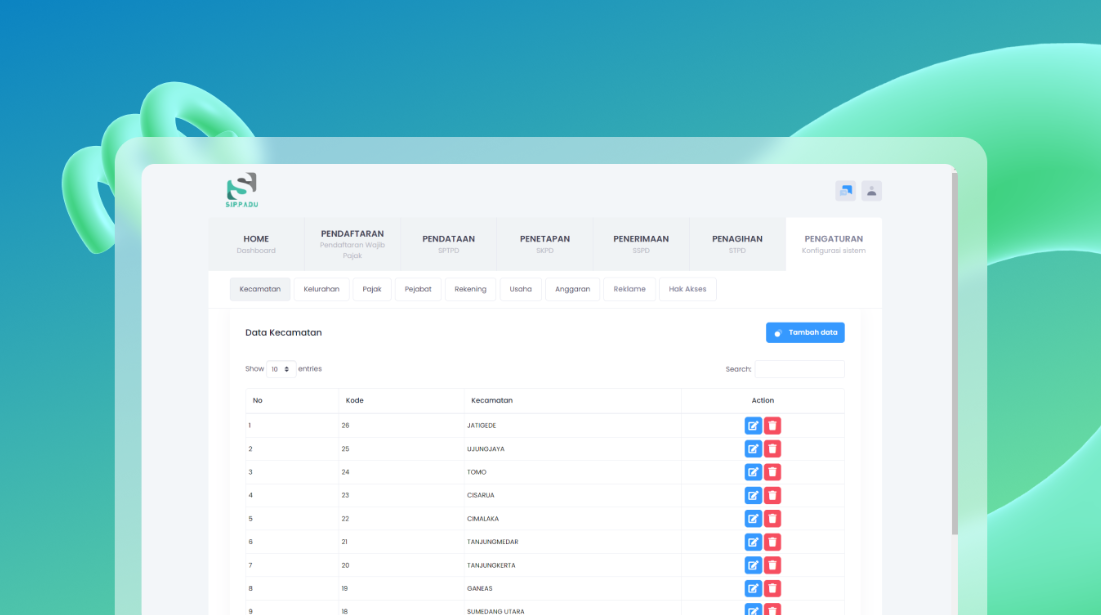 SIPPADU
HOME
Dashboard
PENDAFTARAN
Pendaftaran Wajib
Pajak
PENDATAAN
SPTPD
PENETAPAN
SKPD
PENERIMAAN
SSPD
PENAGIHAN
STPD
PENGATURAN
Konfigurasi sistem
Kecamatan Kelurahan Pajak Pejabat Rekening Usaha Anggaran Reklame Hak Akses
Data Kecamatan
Tambah data
Show 10 entries
Search:
No Kode Kecamatan Action
1 26 JATIGEDE
2 25 UJUNGJAYA
3 24 TOMO
4 23 CISARUA
5 22 CIMALAKA
6 21 TANJUNGMEDAR
7 20 TANJUNGKERTA
8 19 GANEAS
9 18 SUMEDANG UTARA